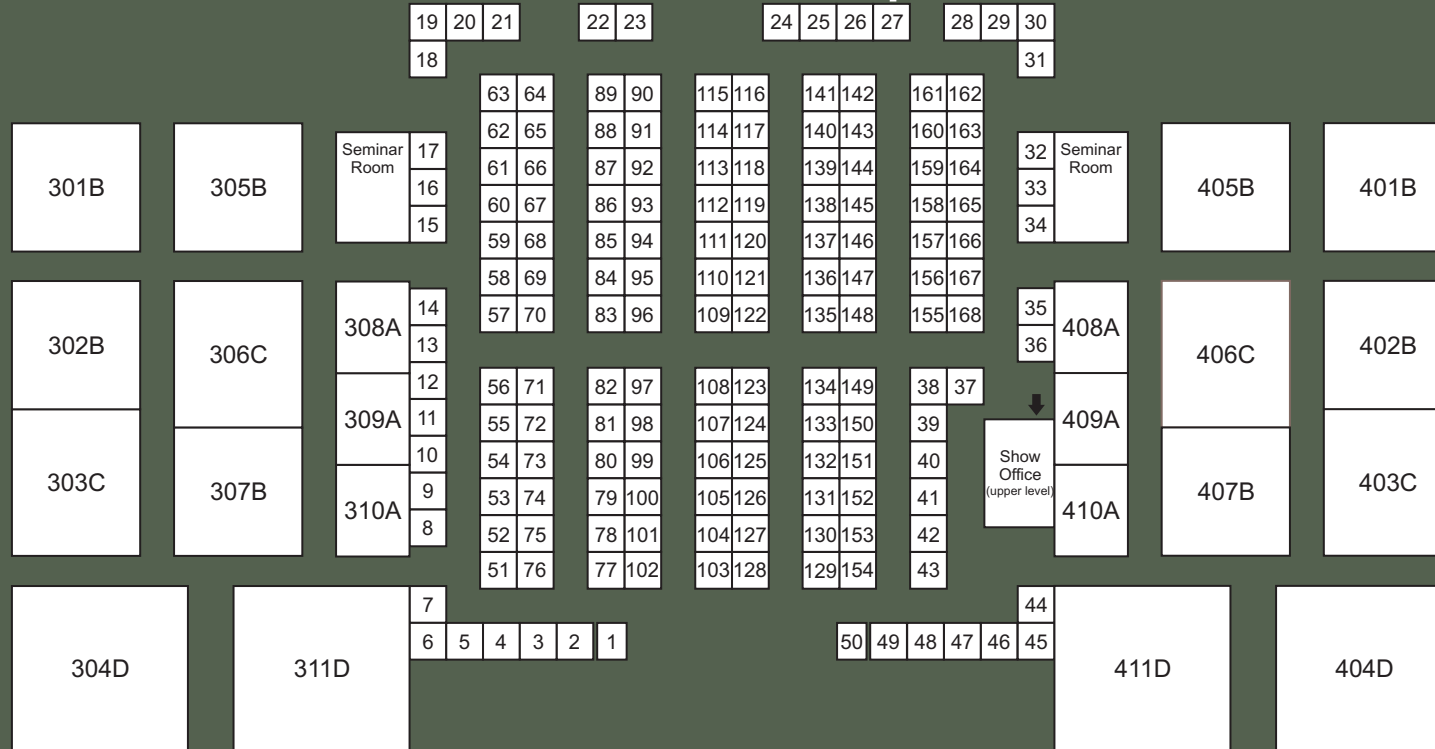 19 20 21 22 23 24 25 26 27 28 29 30
18 31
63 64 89 90 115 116 141 142 161 162
62 65 88 91 114 117 140 143 160 163
Seminar
Room
17 32
Seminar
Room
61 66 87 92 113 118 139 144 159 164
301B 305B 16 33 405B 401B
60 67 86 93 112 119 138 145 158 165
15 34
59 68 85 94 111 120 137 146 157 166
58 69 84 95 110 121 136 147 156 167
14 35
57 70 83 96 109 122 135 148 155 168
308A 408A
302B 306C 13 36 406C 402B
12 56 71 82 97 108 123 134 149 38 37
309A 11 55 72 81 98 107 124 133 150 39 409A
10 54 73 80 99 106 125 132 151 40
Show
Office
(upper level)
303C 307B 9 53 74 79 100 105 126 131 152 41 407B 403C
310A 410A
8 52 75 78 101 104 127 130 153 42
51 76 77 102 103 128 129 154 43
7 44
6 5 4 3 2 1 50 49 48 47 46 45
304D 311D 411D 404D